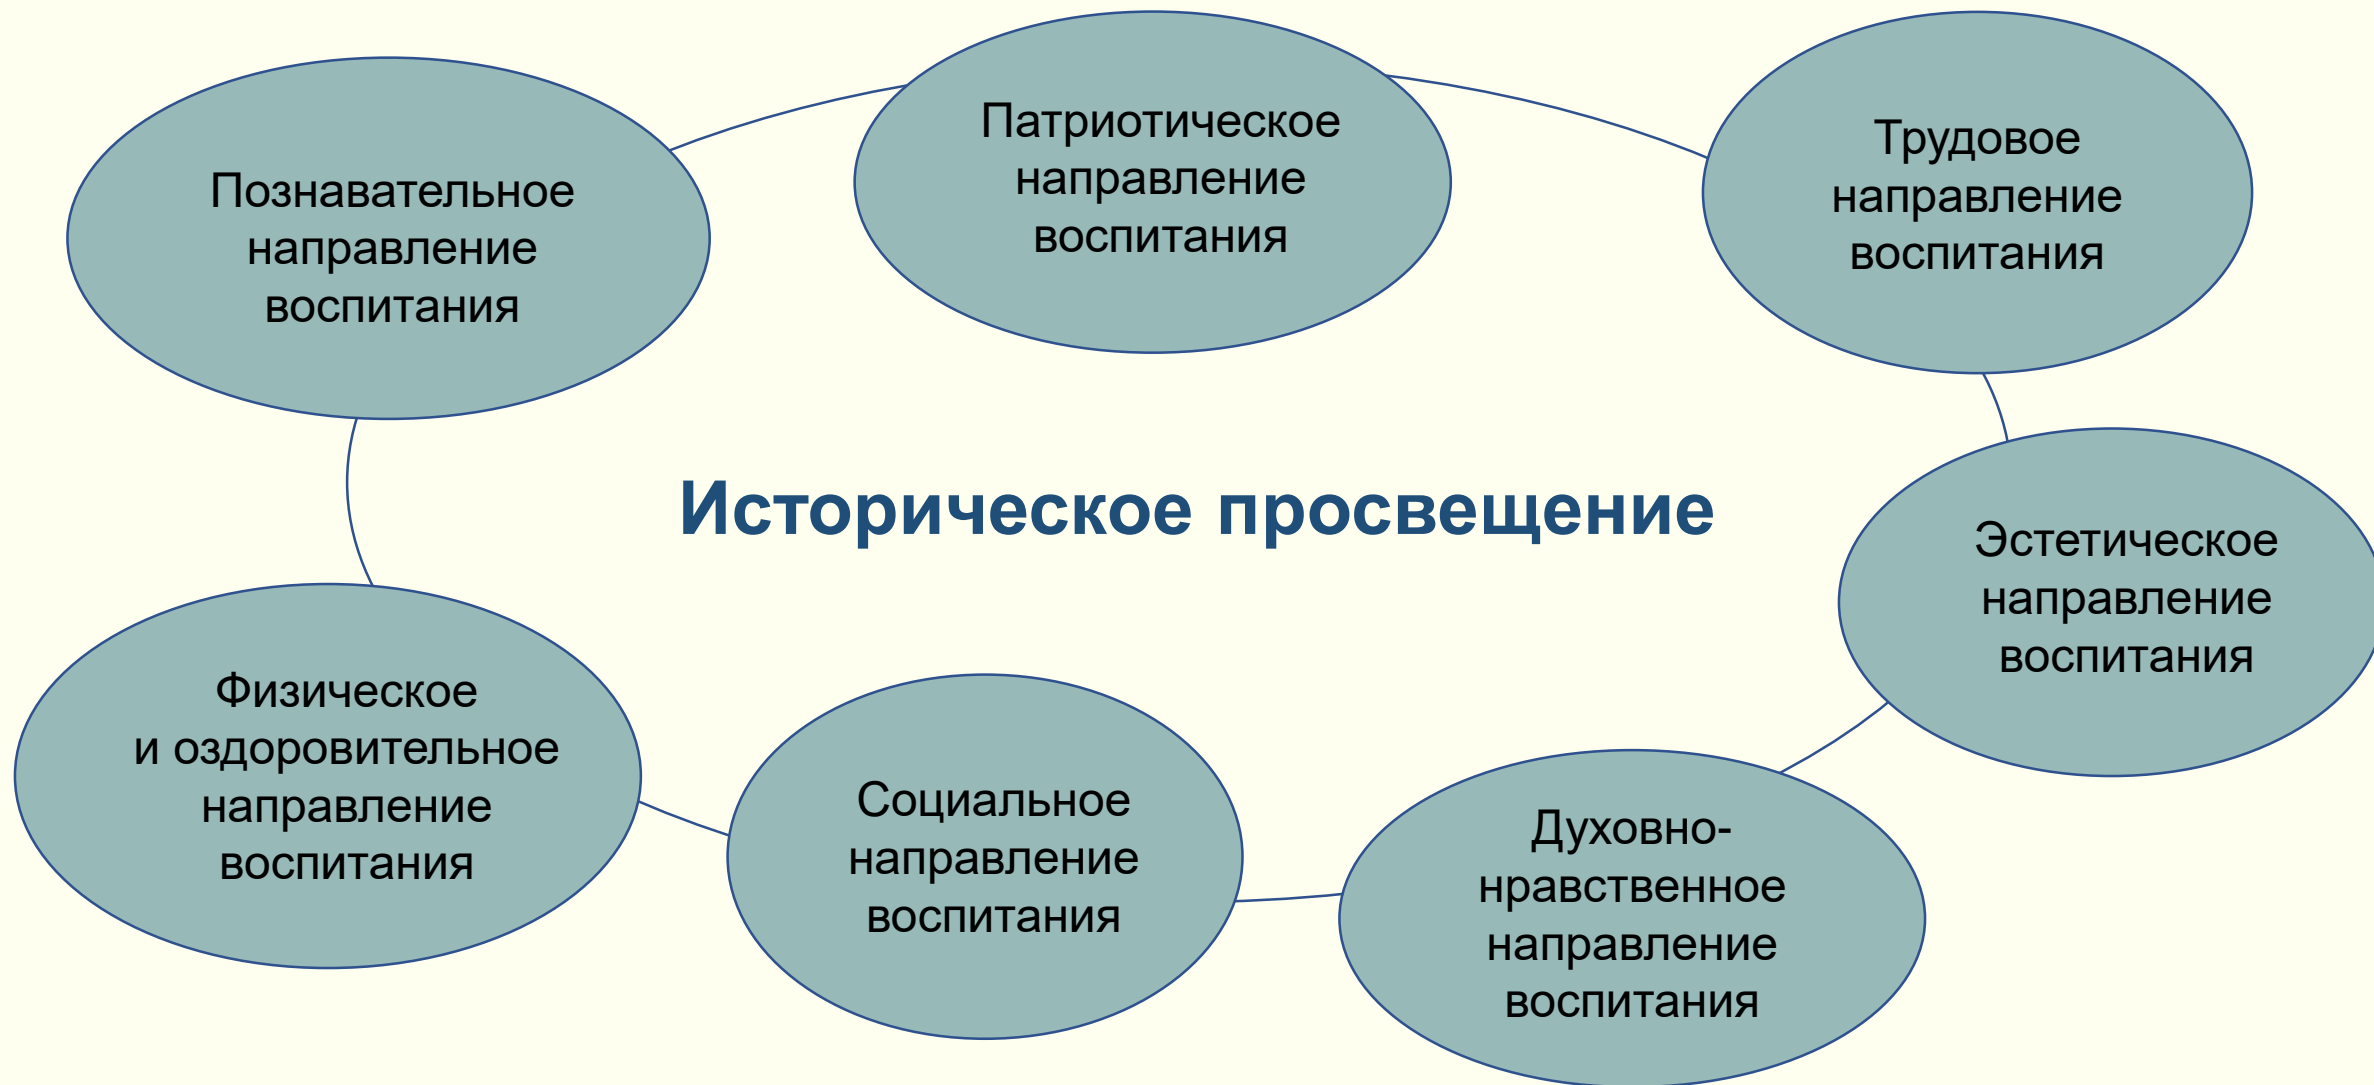 Познавательное
направление
воспитания
Патриотическое
направление
воспитания
Трудовое
направление
воспитания
Историческое просвещение
Эстетическое
направление
воспитания
Физическое
и оздоровительное
направление
воспитания
Социальное
направление
воспитания
Духовно-
нравственное
направление
воспитания